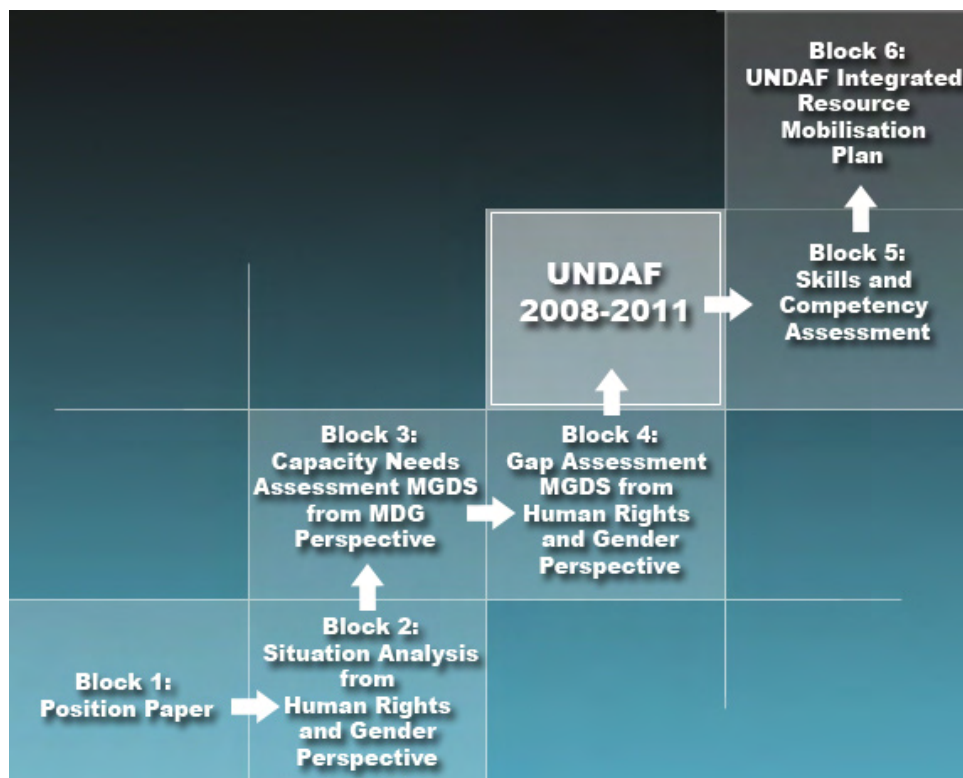 Block 6:
UNDAF Integrated
Resource
Mobilisation
Plan
UNDAF
2008-2011
Block 5:
Skills and
Competency
Assessment
Block 3:
Capacity Needs
Assessment MGDS
from MDG
Perspective
Block 4:
Gap Assessment
MGDS from
Human Rights
and Gender
Perspective
Block 1:
Position Paper
Block 2:
Situation Analysis
from
Human Rights
and Gender
Perspective